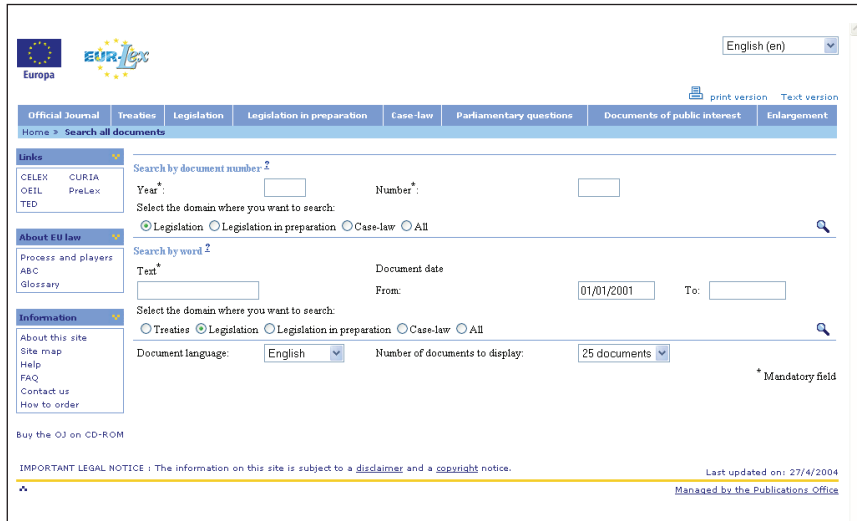 English (en)
EUR-Lex
Europa
print version Text version
Official Journal Treaties Legislation Legislation in preparation Case-law Parliamentary questions Documents of public interest Enlargement
Home » Search all documents
Links
CELEX CURIA
OEIL PreLex
TED
About EU law
Process and players
ABC
Glossary
Information
About this site
Site map
Help
FAQ
Contact us
How to order
Buy the OJ on CD-ROM
Search by document number ?
Year*: Number*:
Select the domain where you want to search:
Legislation Legislation in preparation Case-law All
Search by word ?
Text* Document date
From: 01/01/2001 To:
Select the domain where you want to search:
Treaties Legislation Legislation in preparation Case-law All
Document language: English Number of documents to display: 25 documents
* Mandatory field
IMPORTANT LEGAL NOTICE : The information on this site is subject to a disclaimer and a copyright notice.
Last updated on: 27/4/2004
Managed by the Publications Office